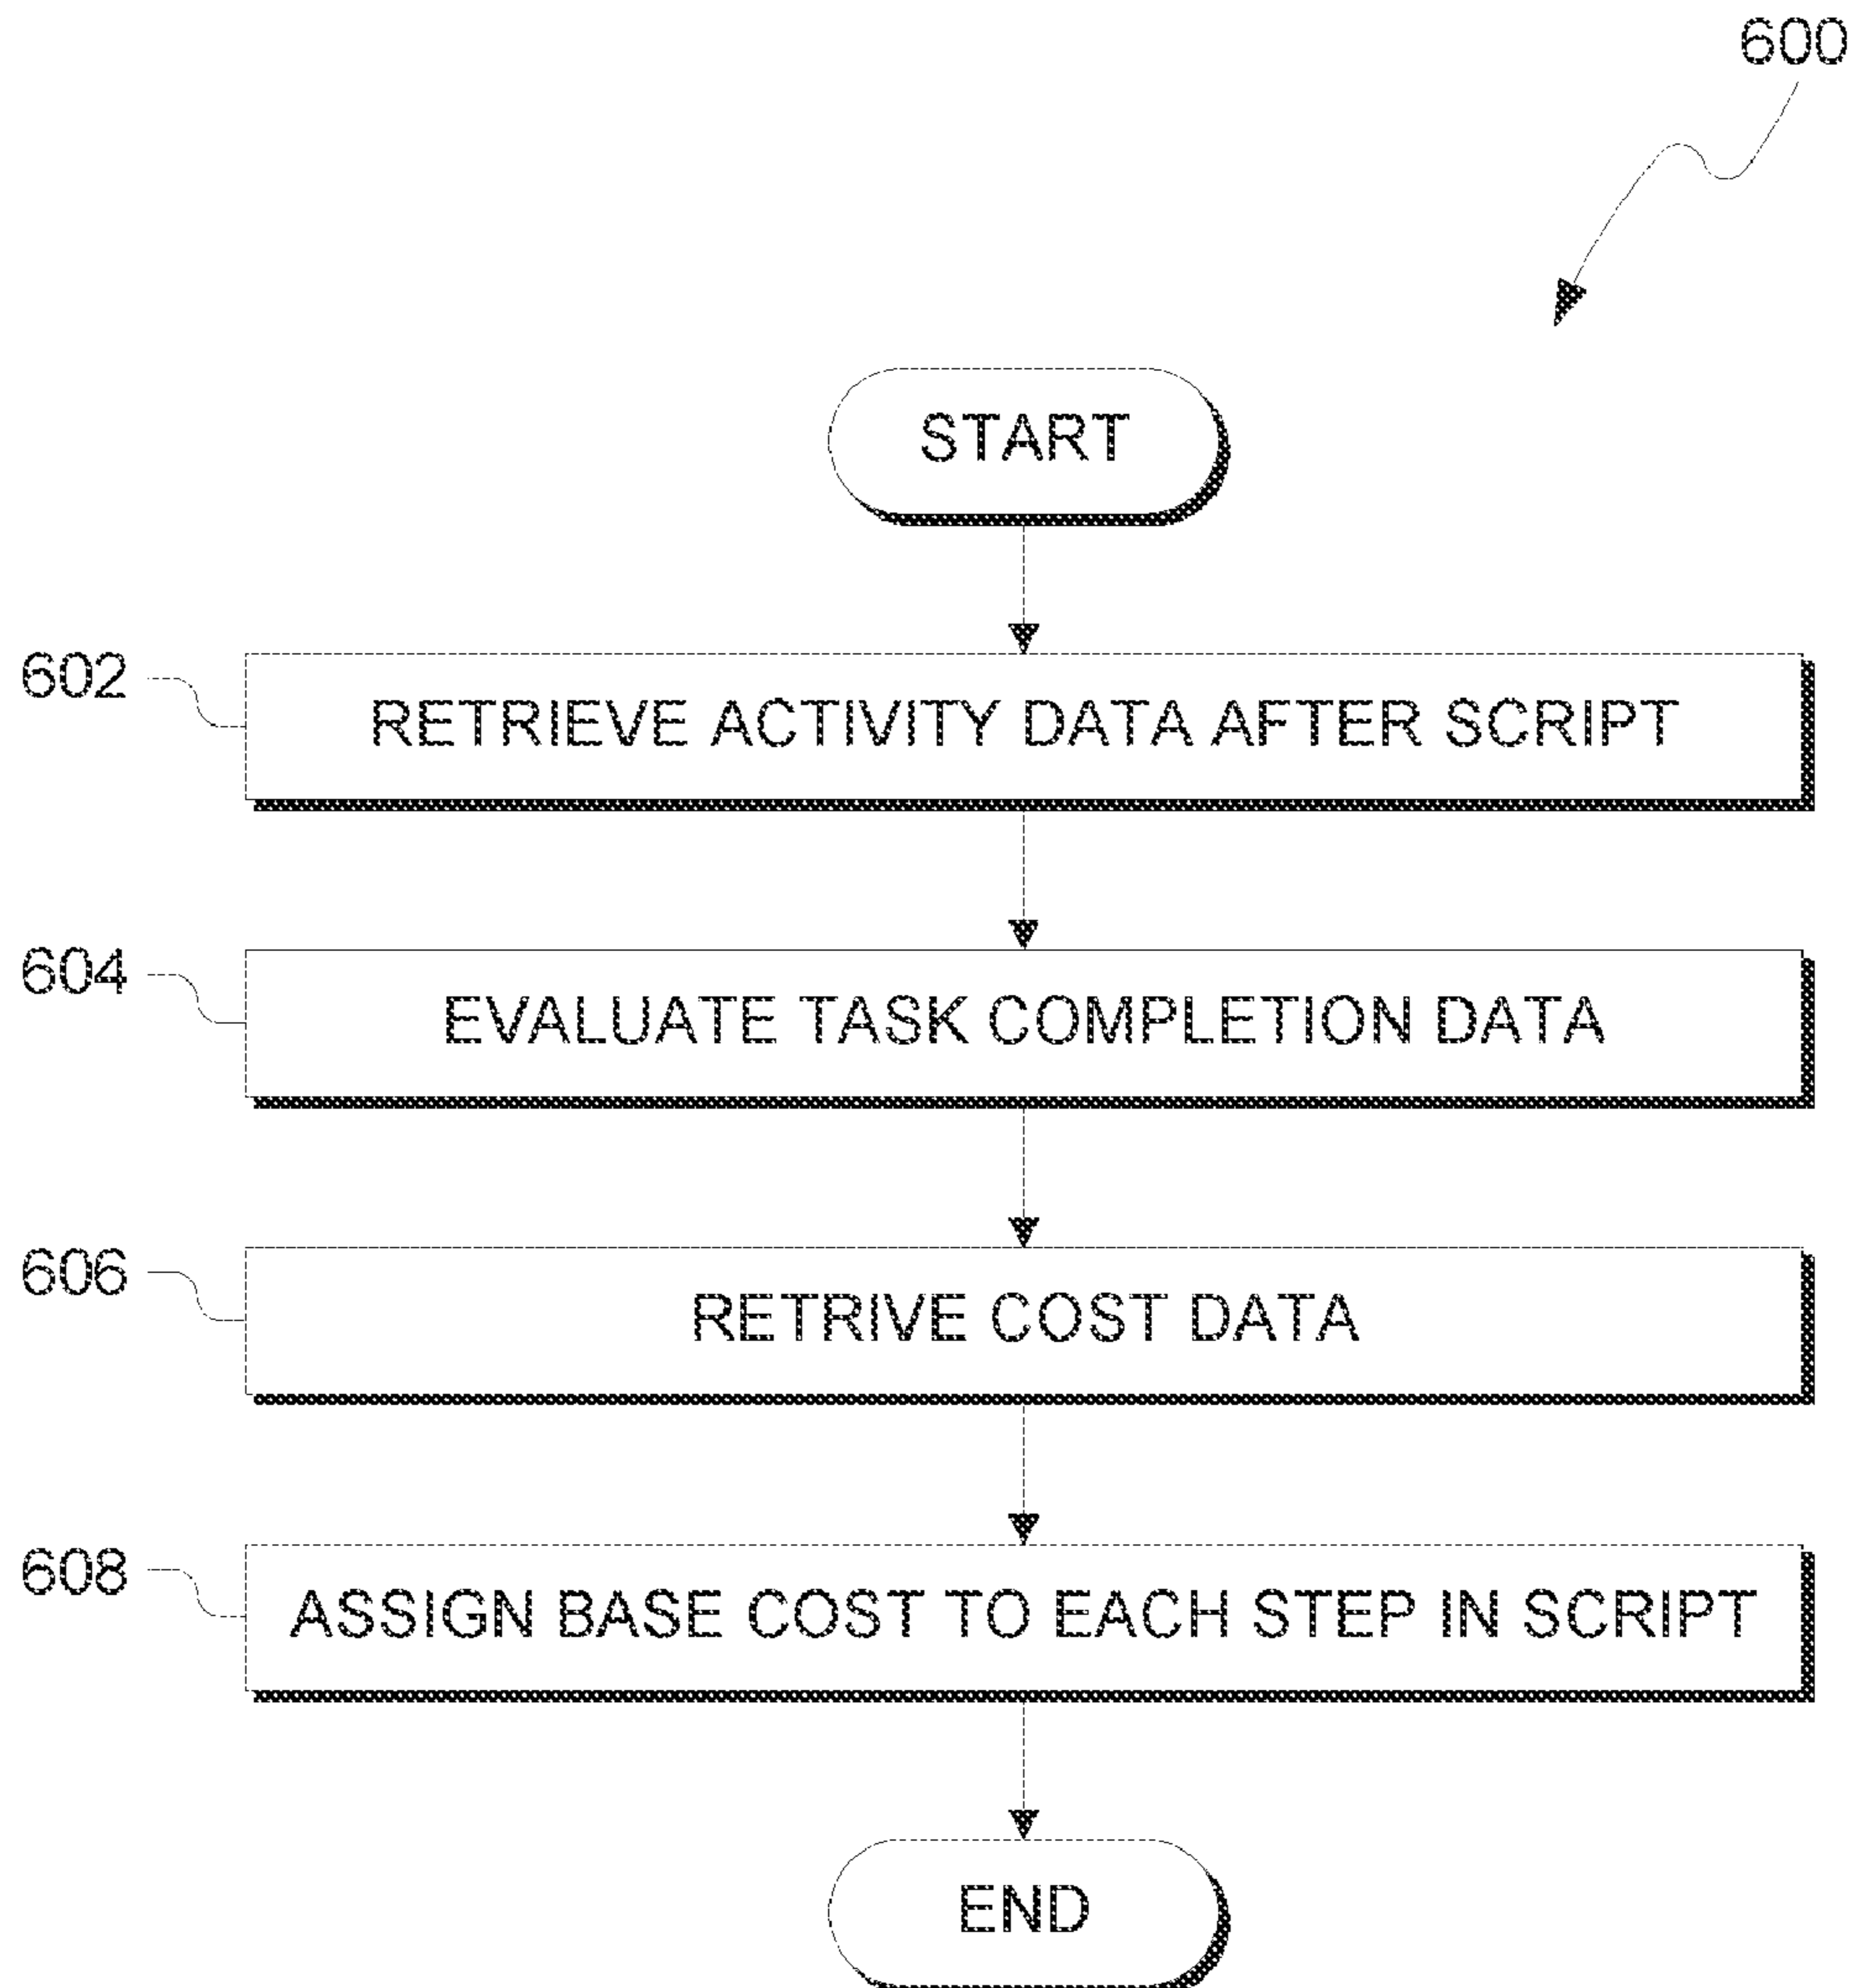 600
START
602
RETRIEVE ACTIVITY DATA AFTER SCRIPT
604
EVALUATE TASK COMPLETION DATA
606
RETRIVE COST DATA
608
ASSIGN BASE COST TO EACH STEP IN SCRIPT
END